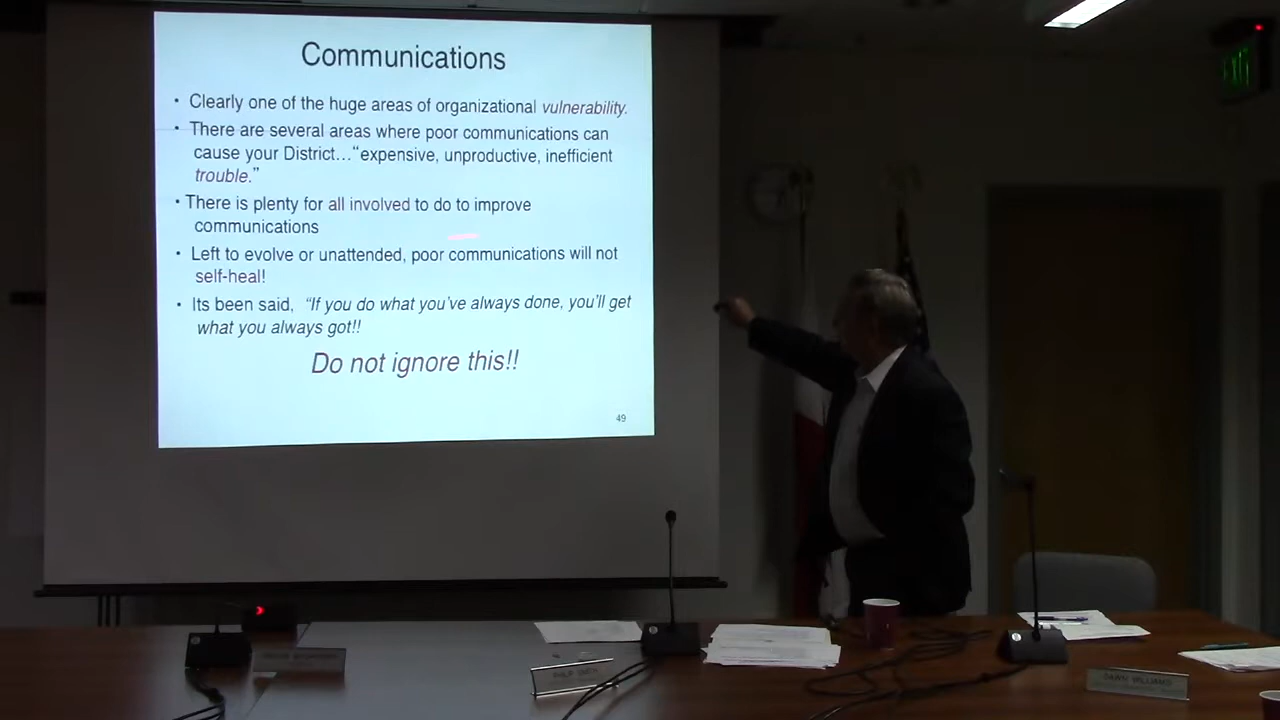 Communications
• Clearly one of the huge areas of organizational vulnerability.
• There are several areas where poor communications can
cause your District…“expensive, unproductive, inefficient
trouble.”
• There is plenty for all involved to do to improve
communications
• Left to evolve or unattended, poor communications will not
self-heal!
• Its been said, “If you do what you’ve always done, you’ll get
what you always got!!
Do not ignore this!!
49
EXIT
DAWN WILLIAMS